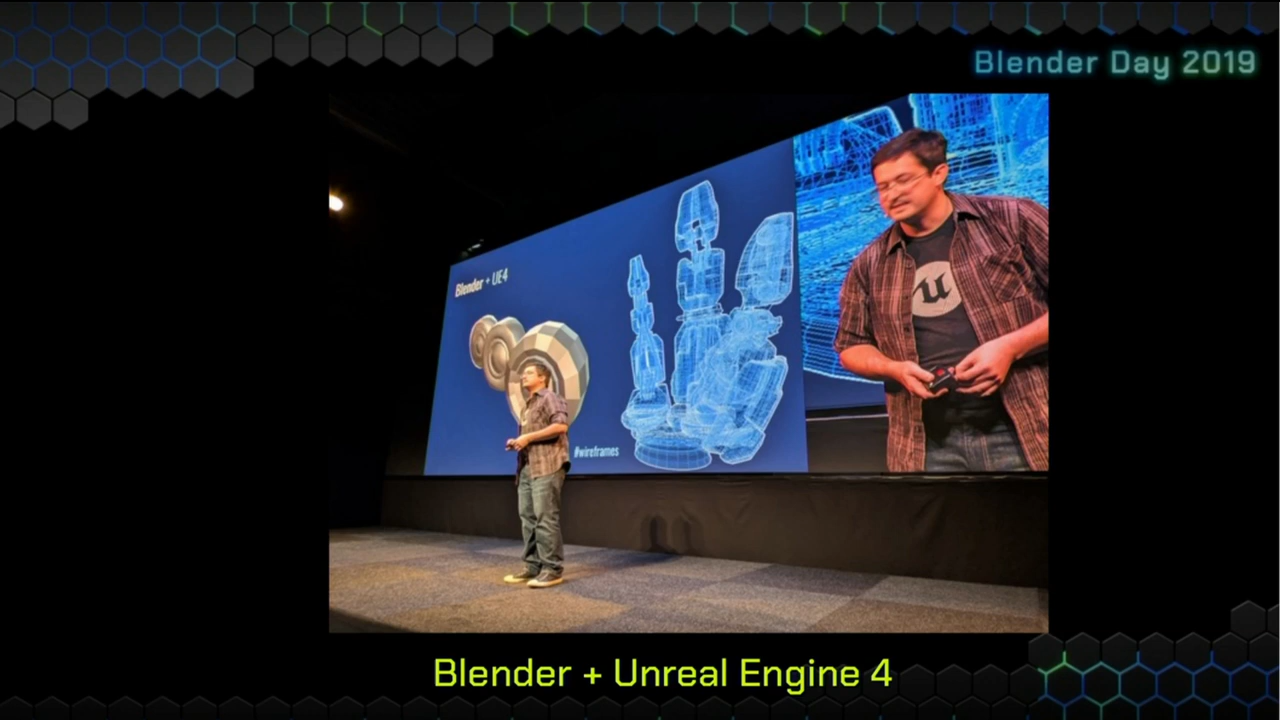 Blender Day 2019
Blender + UE4
#wireframes
Blender + Unreal Engine 4